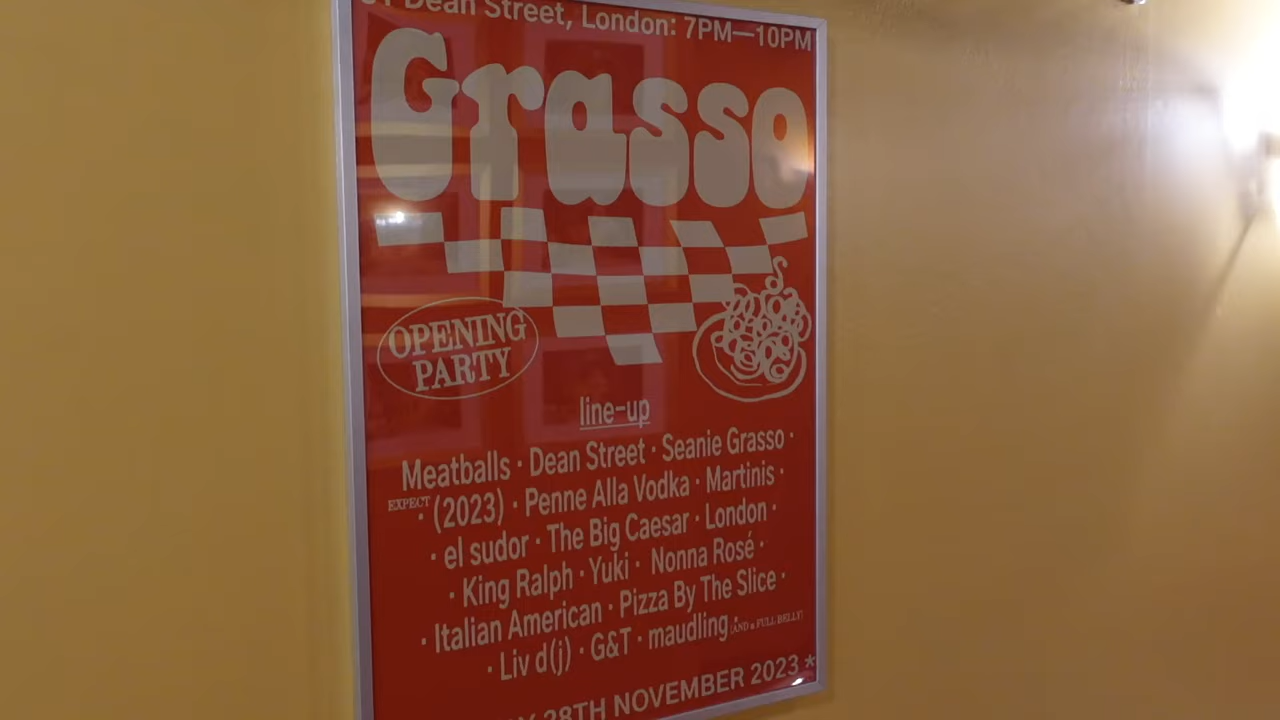 Dean Street, London: 7PM—10PM
Grasso
OPENING
PARTY
line-up
Meatballs · Dean Street · Seanie Grasso ·
EXPECT · (2023) · Penne Alla Vodka · Martinis ·
· el sudor · The Big Caesar · London ·
· King Ralph · Yuki · Nonna Rosé ·
· Italian American · Pizza By The Slice ·
· Liv d(j) · G&T · maudling · (AND a FULL BELLY)
28TH NOVEMBER 2023 *